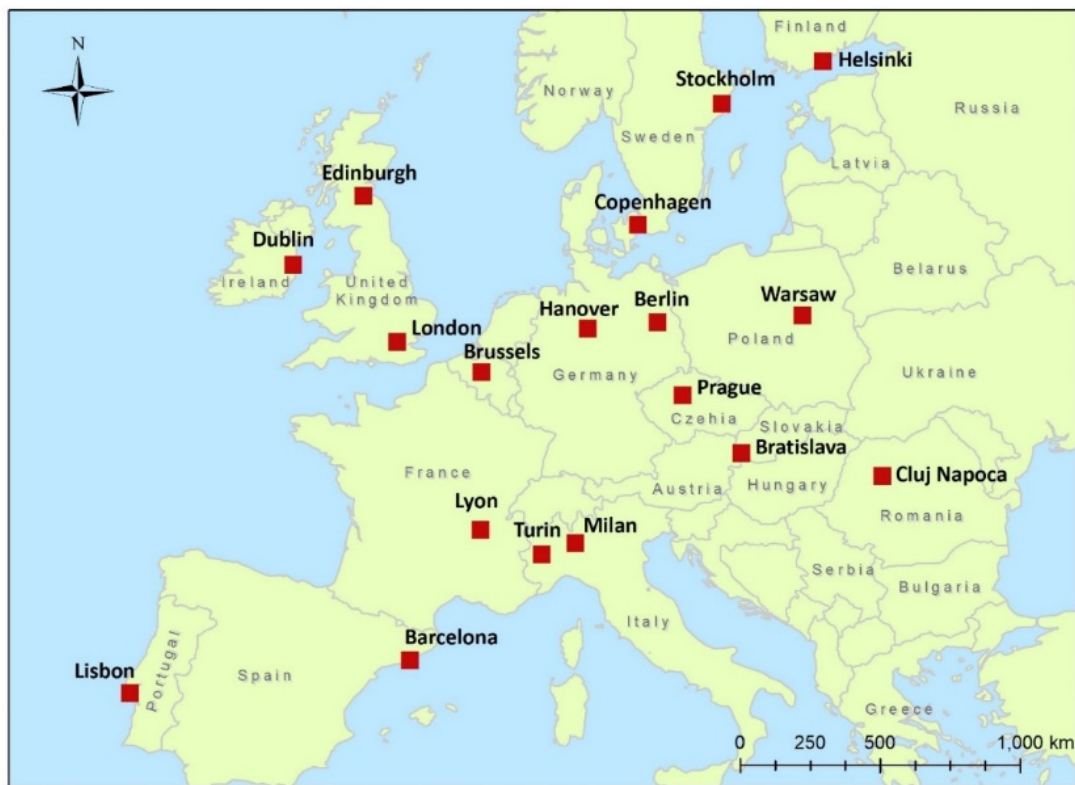 N
Finland
Helsinki
Stockholm
Norway
Russia
Sweden
Latvia
Edinburgh
Copenhagen
Dublin
Ireland
United
Kingdom
Belarus
Hanover
Berlin
Warsaw
London
Poland
Brussels
Germany
Ukraine
Prague
Czehia
Slovakia
Bratislava
France
Austria
Hungary
Cluj Napoca
Lyon
Turin
Milan
Romania
Serbia
Bulgaria
Italy
Barcelona
Portugal
Lisbon
Spain
Greece
0 250 500 1,000 km